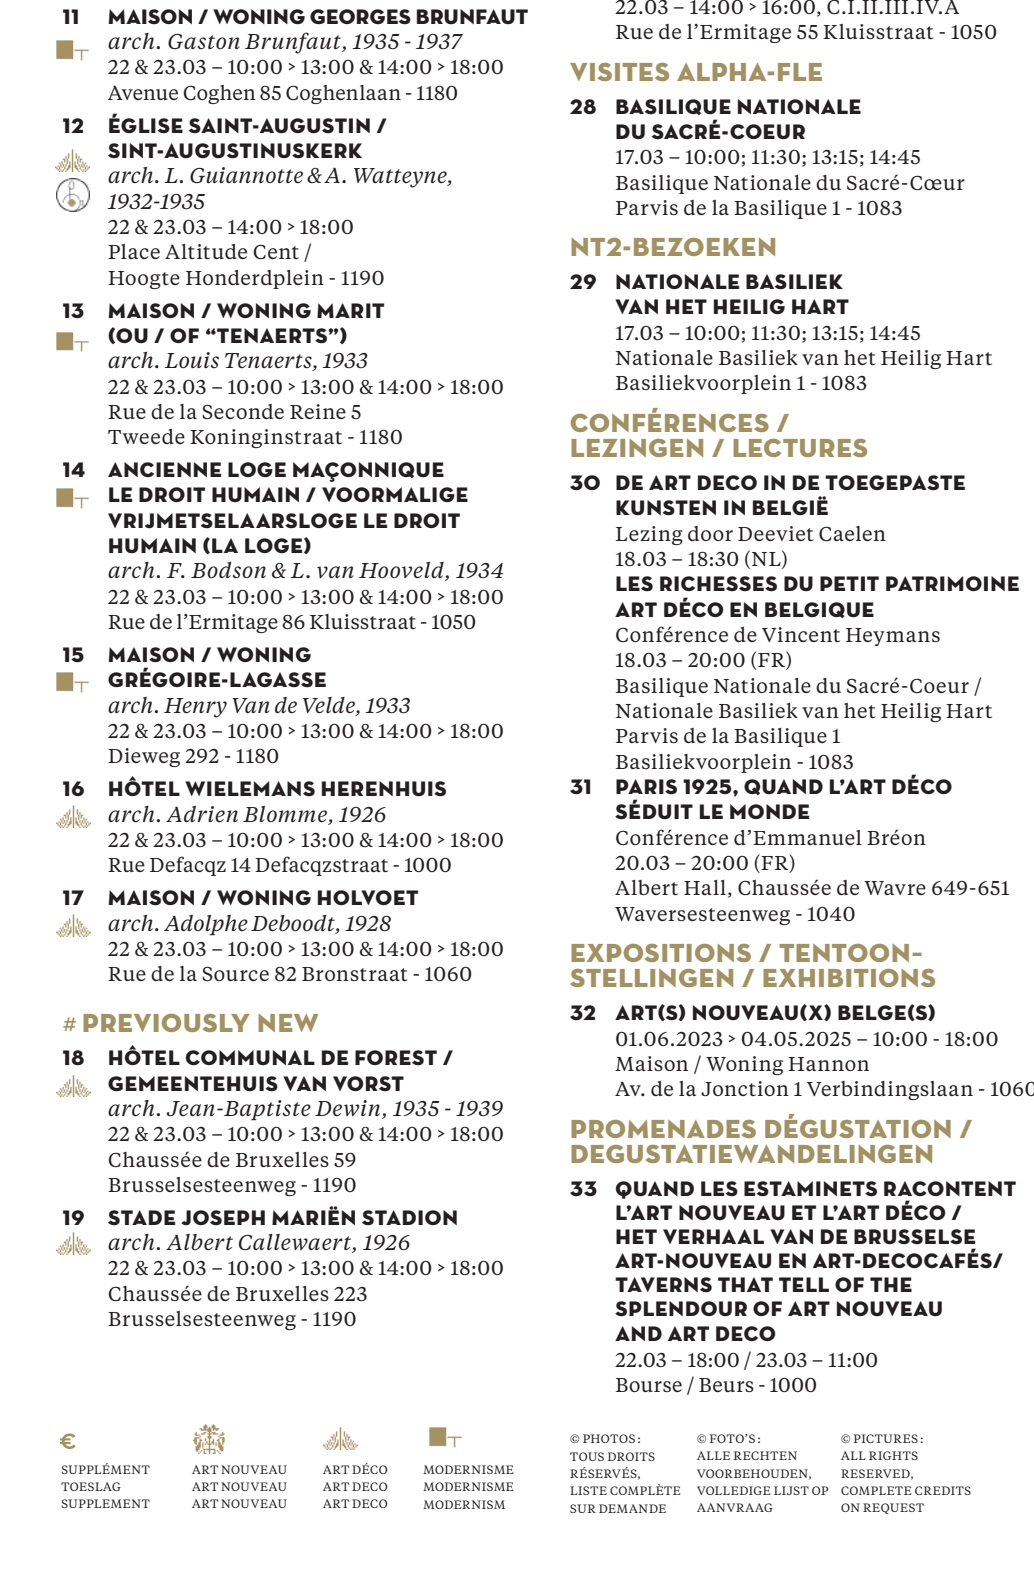 11 MAISON / WONING GEORGES BRUNFAUT
arch. Gaston Brunfaut, 1935 - 1937
22 & 23.03 – 10:00 > 13:00 & 14:00 > 18:00
Avenue Coghen 85 Coghenlaan - 1180
12 ÉGLISE SAINT-AUGUSTIN /
SINT-AUGUSTINUSKERK
arch. L. Guiannotte & A. Watteyne,
1932-1935
22 & 23.03 – 14:00 > 18:00
Place Altitude Cent /
Hoogte Honderdplein - 1190
13 MAISON / WONING MARIT
(OU / OF “TENAERTS”)
arch. Louis Tenaerts, 1933
22 & 23.03 – 10:00 > 13:00 & 14:00 > 18:00
Rue de la Seconde Reine 5
Tweede Koninginstraat - 1180
14 ANCIENNE LOGE MAÇONNIQUE
LE DROIT HUMAIN / VOORMALIGE
VRIJMETSELAARSLOGE LE DROIT
HUMAIN (LA LOGE)
arch. F. Bodson & L. van Hooveld, 1934
22 & 23.03 – 10:00 > 13:00 & 14:00 > 18:00
Rue de l’Ermitage 86 Kluisstraat - 1050
15 MAISON / WONING
GRÉGOIRE-LAGASSE
arch. Henry Van de Velde, 1933
22 & 23.03 – 10:00 > 13:00 & 14:00 > 18:00
Dieweg 292 - 1180
16 HÔTEL WIELEMANS HERENHUIS
arch. Adrien Blomme, 1926
22 & 23.03 – 10:00 > 13:00 & 14:00 > 18:00
Rue Defacqz 14 Defacqzstraat - 1000
17 MAISON / WONING HOLVOET
arch. Adolphe Deboodt, 1928
22 & 23.03 – 10:00 > 13:00 & 14:00 > 18:00
Rue de la Source 82 Bronstraat - 1060
# PREVIOUSLY NEW
18 HÔTEL COMMUNAL DE FOREST /
GEMEENTEHUIS VAN VORST
arch. Jean-Baptiste Dewin, 1935 - 1939
22 & 23.03 – 10:00 > 13:00 & 14:00 > 18:00
Chaussée de Bruxelles 59
Brusselsesteenweg - 1190
19 STADE JOSEPH MARIËN STADION
arch. Albert Callewaert, 1926
22 & 23.03 – 10:00 > 13:00 & 14:00 > 18:00
Chaussée de Bruxelles 223
Brusselsesteenweg - 1190
22.03 – 14:00 > 16:00, C.I.II.III.IV.A
Rue de l’Ermitage 55 Kluisstraat - 1050
VISITES ALPHA-FLE
28 BASILIQUE NATIONALE
DU SACRÉ-COEUR
17.03 – 10:00; 11:30; 13:15; 14:45
Basilique Nationale du Sacré-Cœur
Parvis de la Basilique 1 - 1083
NT2-BEZOEKEN
29 NATIONALE BASILIEK
VAN HET HEILIG HART
17.03 – 10:00; 11:30; 13:15; 14:45
Nationale Basiliek van het Heilig Hart
Basiliekvoorplein 1 - 1083
CONFÉRENCES /
LEZINGEN / LECTURES
30 DE ART DECO IN DE TOEGEPASTE
KUNSTEN IN BELGIË
Lezing door Deeviet Caelen
18.03 – 18:30 (NL)
LES RICHESSES DU PETIT PATRIMOINE
ART DÉCO EN BELGIQUE
Conférence de Vincent Heymans
18.03 – 20:00 (FR)
Basilique Nationale du Sacré-Coeur /
Nationale Basiliek van het Heilig Hart
Parvis de la Basilique 1
Basiliekvoorplein - 1083
31 PARIS 1925, QUAND L’ART DÉCO
SÉDUIT LE MONDE
Conférence d’Emmanuel Bréon
20.03 – 20:00 (FR)
Albert Hall, Chaussée de Wavre 649-651
Waversesteenweg - 1040
EXPOSITIONS / TENTOON-
STELLINGEN / EXHIBITIONS
32 ART(S) NOUVEAU(X) BELGE(S)
01.06.2023 > 04.05.2025 – 10:00 - 18:00
Maison / Woning Hannon
Av. de la Jonction 1 Verbindingslaan - 1060
PROMENADES DÉGUSTATION /
DEGUSTATIEWANDELINGEN
33 QUAND LES ESTAMINETS RACONTENT
L’ART NOUVEAU ET L’ART DÉCO /
HET VERHAAL VAN DE BRUSSELSE
ART-NOUVEAU EN ART-DECOCAFÉS/
TAVERNS THAT TELL OF THE
SPLENDOUR OF ART NOUVEAU
AND ART DECO
22.03 – 18:00 / 23.03 – 11:00
Bourse / Beurs - 1000
€
SUPPLÉMENT
TOESLAG
SUPPLEMENT
ART NOUVEAU
ART NOUVEAU
ART NOUVEAU
ART DÉCO
ART DECO
ART DECO
MODERNISME
MODERNISME
MODERNISM
© PHOTOS :
TOUS DROITS
RÉSERVÉS,
LISTE COMPLÈTE
SUR DEMANDE
© FOTO’S :
ALLE RECHTEN
VOORBEHOUDEN,
VOLLEDIGE LIJST OP
AANVRAAG
© PICTURES :
ALL RIGHTS
RESERVED,
COMPLETE CREDITS
ON REQUEST